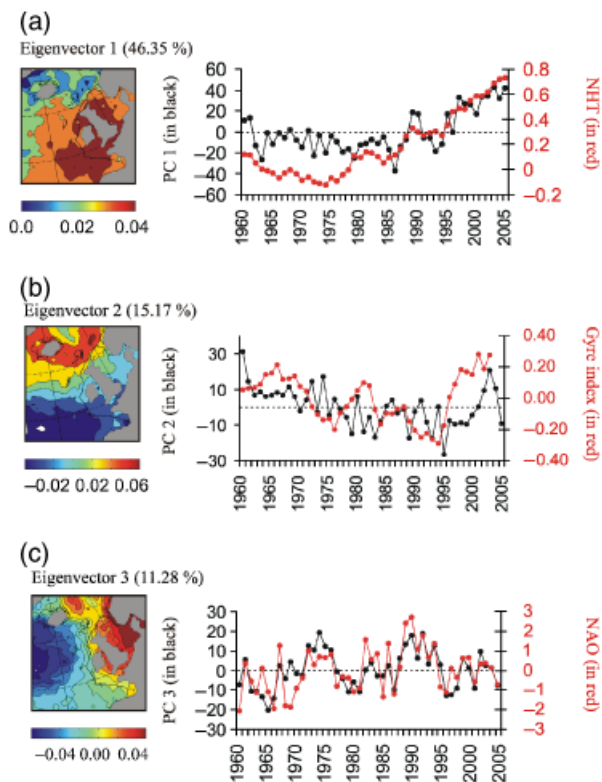 (a)
Eigenvector 1 (46.35 %)
0.0 0.02 0.04
PC 1 (in black)
60
40
20
0
−20
−40
−60
0.8
0.6
0.4
0.2
0
−0.2
NHT (in red)
1960 1965 1970 1975 1980 1985 1990 1995 2000 2005
(b)
Eigenvector 2 (15.17 %)
−0.02 0.02 0.06
PC 2 (in black)
30
10
−10
−30
0.40
0.20
0.00
−0.20
−0.40
Gyre index (in red)
1960 1965 1970 1975 1980 1985 1990 1995 2000 2005
(c)
Eigenvector 3 (11.28 %)
−0.04 0.00 0.04
PC 3 (in black)
30
20
10
0
−10
−20
−30
3
2
1
0
−1
−2
−3
NAO (in red)
1960 1965 1970 1975 1980 1985 1990 1995 2000 2005